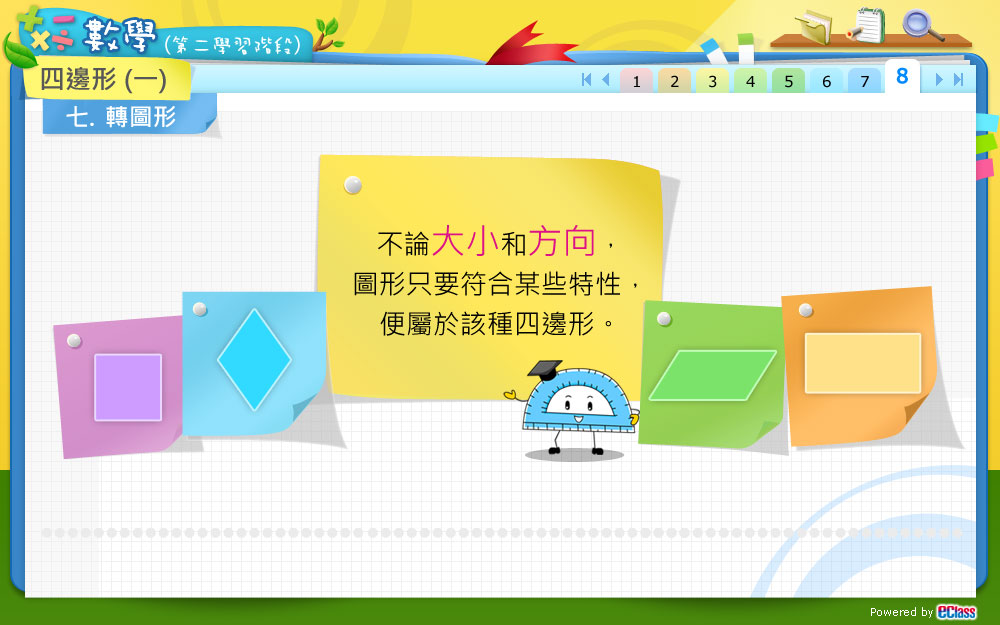 數學 (第二學習階段)
四邊形 (一)
1 2 3 4 5 6 7 8
七. 轉圖形
不論大小和方向，
圖形只要符合某些特性，
便屬於該種四邊形。
Powered by eClass